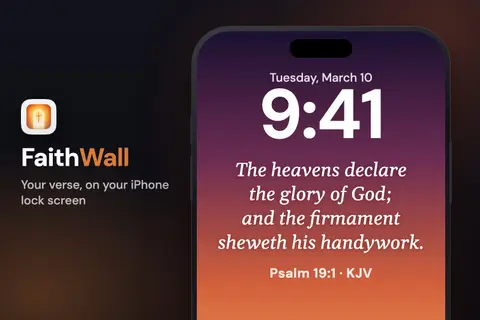 FaithWall
Your verse, on your iPhone
lock screen
Tuesday, March 10
9:41
The heavens declare
the glory of God;
and the firmament
sheweth his handywork.
Psalm 19:1 · KJV